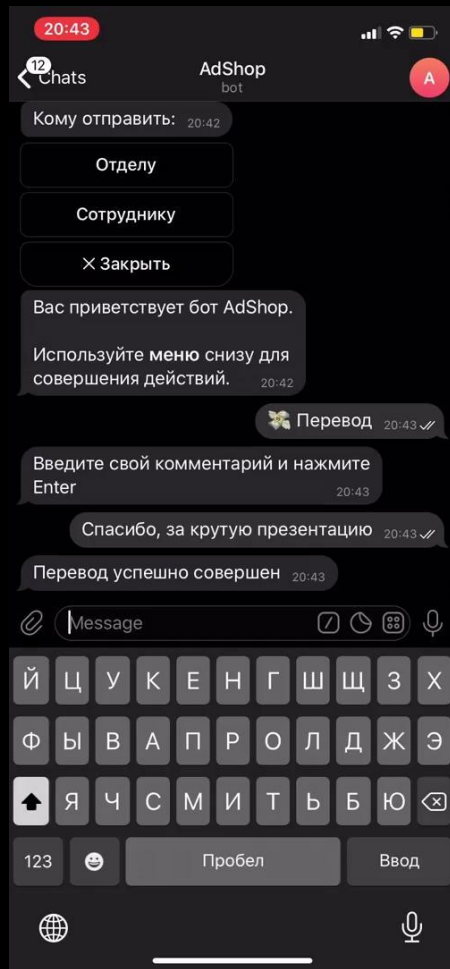 20:43
12
Chats
AdShop
bot
A
Кому отправить: 20:42
Отделу
Сотруднику
✕ Закрыть
Вас приветствует бот AdShop.
Используйте меню снизу для
совершения действий. 20:42
💸 Перевод 20:43
Введите свой комментарий и нажмите
Enter 20:43
Спасибо, за крутую презентацию 20:43
Перевод успешно совершен 20:43
Message
Й Ц У К Е Н Г Ш Щ З Х
Ф Ы В А П Р О Л Д Ж Э
Я Ч С М И Т Ь Б Ю
123 Пробел Ввод